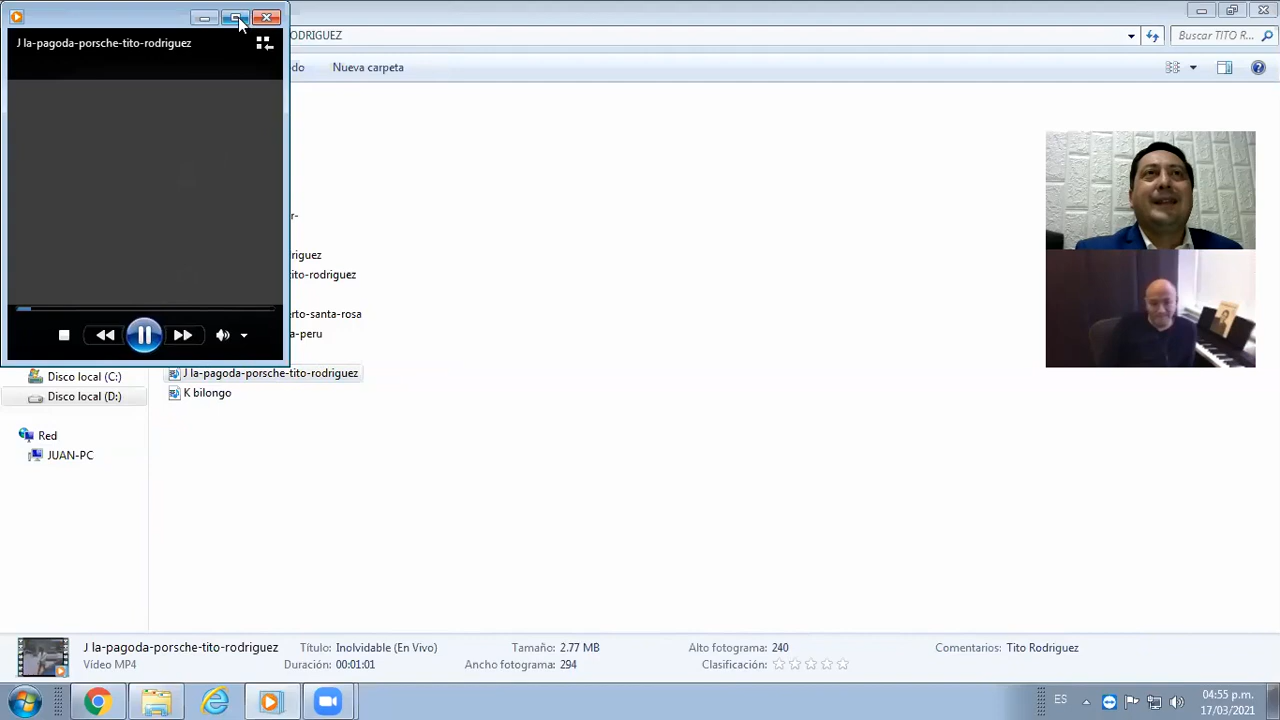 J la-pagoda-porsche-tito-rodriguez
ODRIGUEZ
Buscar TITO R...
do
Nueva carpeta
r-
riguez
tito-rodriguez
erto-santa-rosa
a-peru
J la-pagoda-porsche-tito-rodriguez
K bilongo
Disco local (C:)
Disco local (D:)
Red
JUAN-PC
J la-pagoda-porsche-tito-rodriguez
Vídeo MP4
Título: Inolvidable (En Vivo)
Duración: 00:01:01
Tamaño: 2.77 MB
Ancho fotograma: 294
Alto fotograma: 240
Clasificación:
Comentarios: Tito Rodriguez
ES
04:55 p.m.
17/03/2021